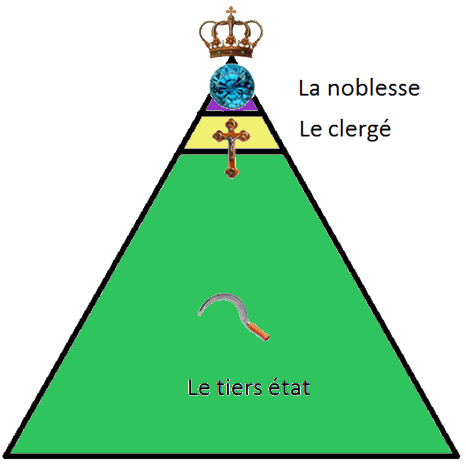 La noblesse
Le clergé
Le tiers état